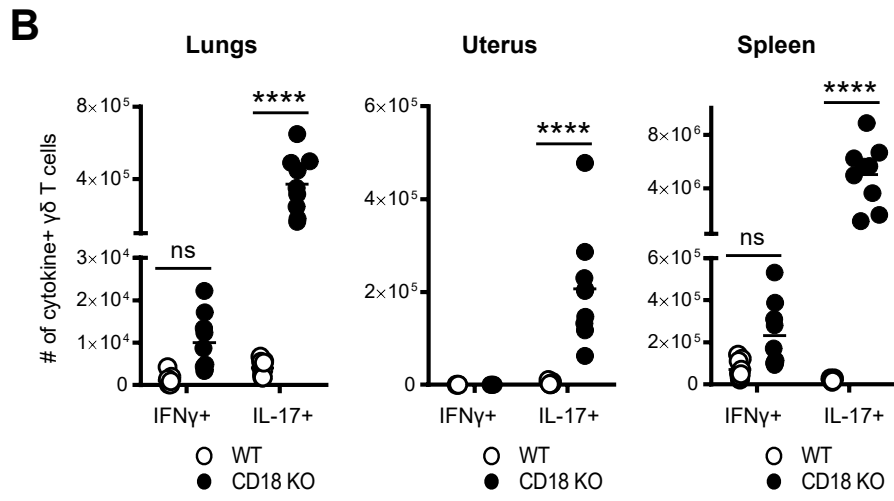 B
Lungs
Uterus
Spleen
# of cytokine+ γδ T cells
8×10⁵
4×10⁵
3×10⁴
2×10⁴
1×10⁴
0
****
ns
IFNγ+
IL-17+
WT
CD18 KO
6×10⁵
4×10⁵
2×10⁵
0
****
IFNγ+
IL-17+
WT
CD18 KO
8×10⁶
4×10⁶
6×10⁵
4×10⁵
2×10⁵
0
****
ns
IFNγ+
IL-17+
WT
CD18 KO